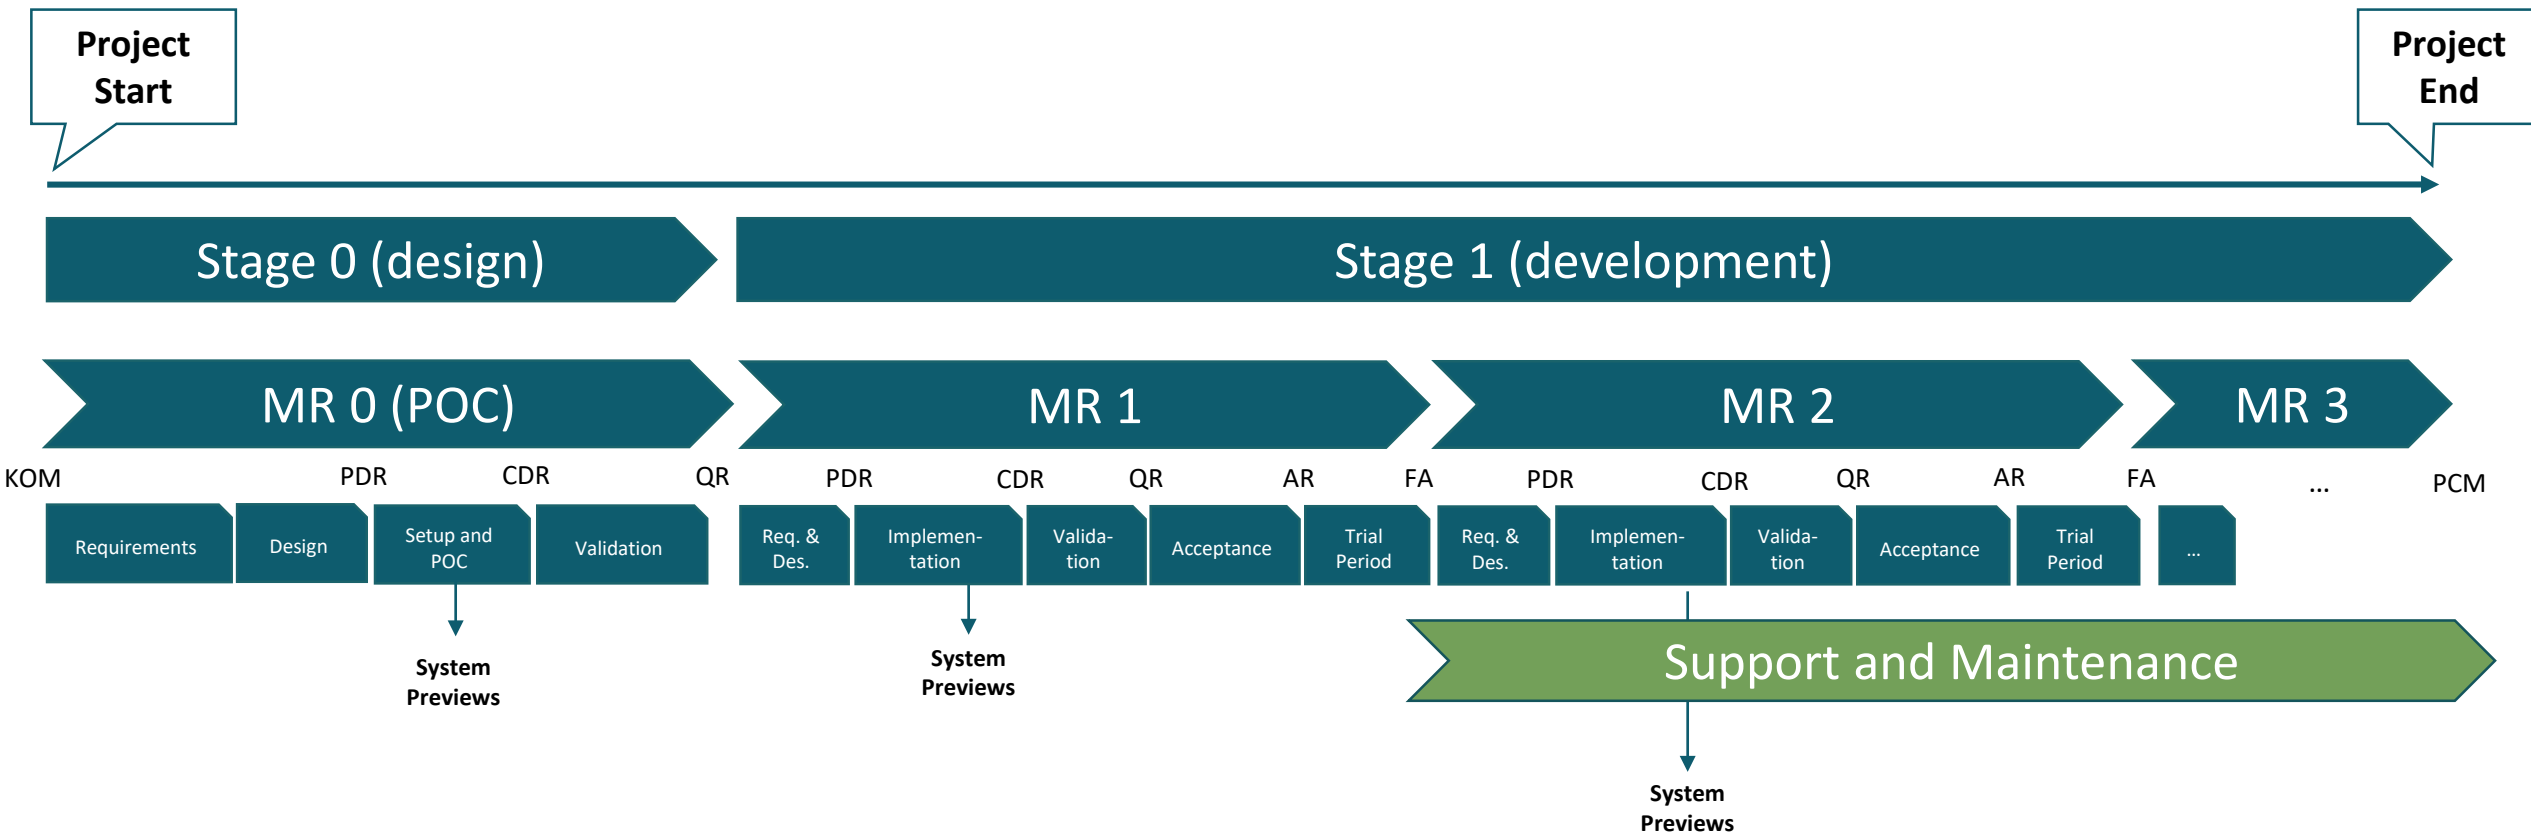 Project
Start
Project
End
Stage 0 (design)
Stage 1 (development)
MR 0 (POC)
MR 1
MR 2
MR 3
KOM
PDR
CDR
QR
PDR
CDR
QR
AR
FA
PDR
CDR
QR
AR
FA
...
PCM
Requirements
Design
Setup and
POC
Validation
Req. &
Des.
Implemen-
tation
Valida-
tion
Acceptance
Trial
Period
Req. &
Des.
Implemen-
tation
Valida-
tion
Acceptance
Trial
Period
...
System
Previews
System
Previews
Support and Maintenance
System
Previews